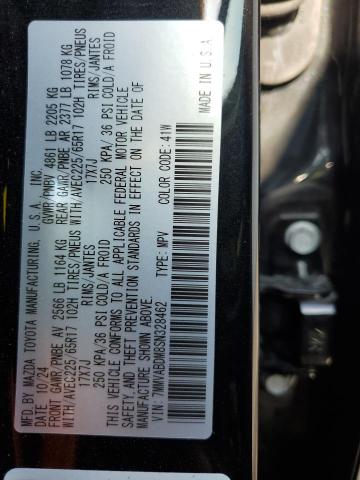 MFD BY MAZDA TOYOTA MANUFACTURING, U.S.A., INC.
DATE 10/24 GVWR/PNBV 4861 LB 2205 KG
FRONT GAWR/PNBE AV 2566 LB 1164 KG REAR GAWR/PNBE AR 2377 LB 1078 KG
WITH/AVEC225/65R17 102H TIRES/PNEUS WITH/AVEC225/65R17 102H TIRES/PNEUS
17X7J RIMS/JANTES 17X7J RIMS/JANTES
250 KPA/36 PSI COLD/A FROID 250 KPA/36 PSI COLD/A FROID
THIS VEHICLE CONFORMS TO ALL APPLICABLE FEDERAL MOTOR VEHICLE
SAFETY AND THEFT PREVENTION STANDARDS IN EFFECT ON THE DATE OF
MANUFACTURE SHOWN ABOVE.
VIN: 7MMVABDM8SN328462 TYPE: MPV
COLOR CODE: 41W
MADE IN U.S.A